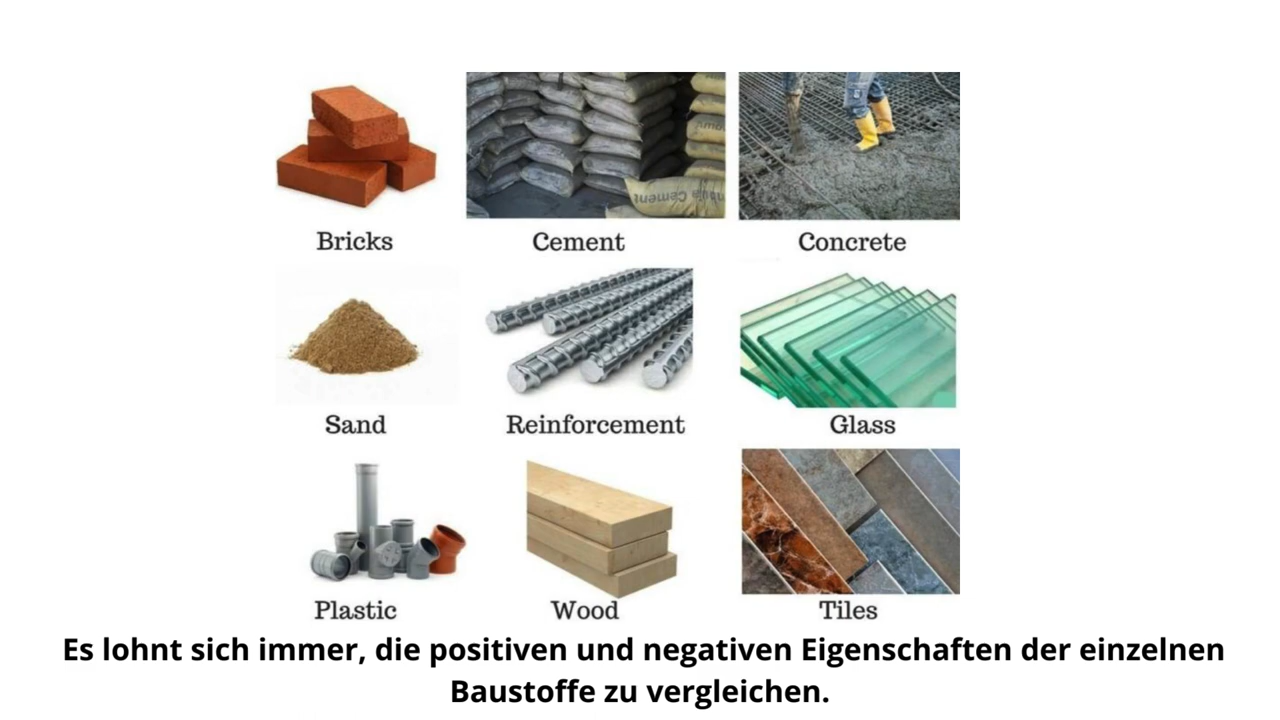 Cement
Bricks
Cement
Concrete
Sand
Reinforcement
Glass
Plastic
Wood
Tiles
Es lohnt sich immer, die positiven und negativen Eigenschaften der einzelnen
Baustoffe zu vergleichen.